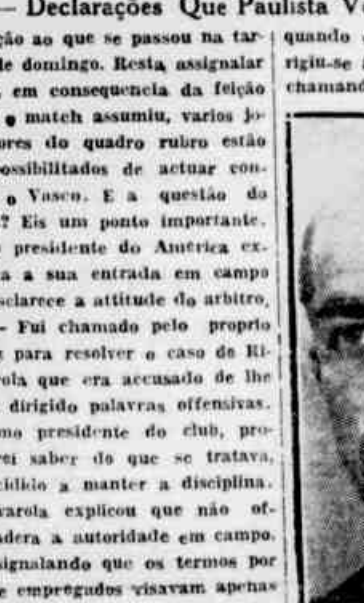 — Declarações Que Paulista V
ção ao que se passou na tar-
de domingo. Resta assignalar
em consequencia da feição
o match assumiu, varios jo-
ores do quadro rubro estão
ossibilitados de actuar con-
o Vasco. E a questão do
? Eis um ponto importante.
presidente do America ex-
a a sua entrada em campo
sclarece a attitude do arbitro.
— Fui chamado pelo proprio
para resolver o caso de Ri-
rola que era accusado de lhe
dirigido palavras offensivas.
mo presidente do club, pro-
rei saber do que se tratava,
cidido a manter a disciplina.
varola explicou que não of-
ndera a autoridade em campo.
signalando que os termos por
e empregados visavam apenas
quando
rigiu-se
chamand